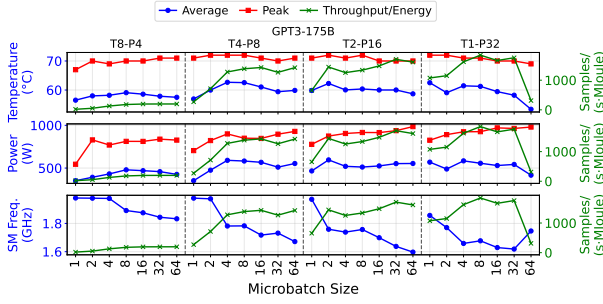 Average Peak Throughput/Energy
GPT3-175B
T8-P4 T4-P8 T2-P16 T1-P32
Temperature
(°C)
70
60
1000
0
Samples/
(s·MJoule)
Power
(W)
1000
500
1000
0
Samples/
(s·MJoule)
SM Freq.
(GHz)
1.8
1.6
1000
0
Samples/
(s·MJoule)
1 2 4 8 16 32 64 1 2 4 8 16 32 64 1 2 4 8 16 32 64 1 2 4 8 16 32 64
Microbatch Size